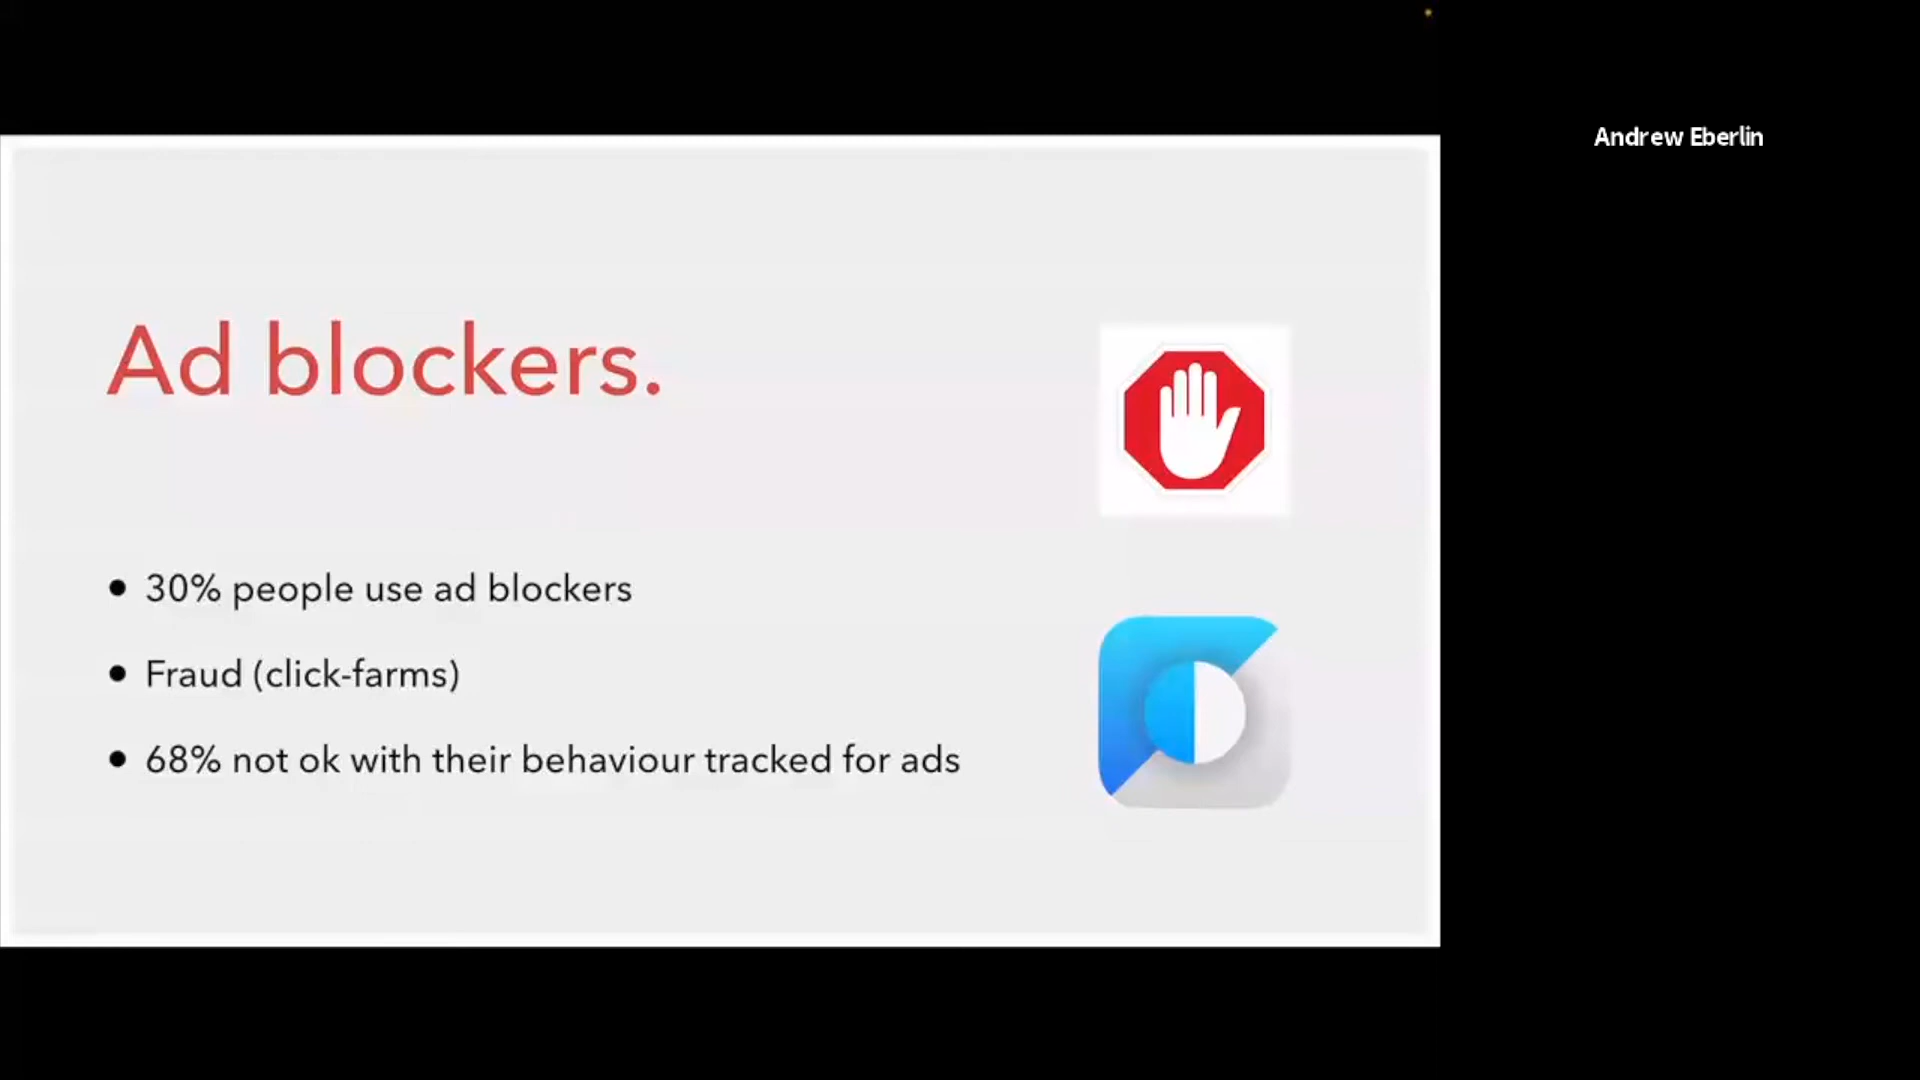 Andrew Eberlin
Ad blockers.
• 30% people use ad blockers
• Fraud (click-farms)
• 68% not ok with their behaviour tracked for ads